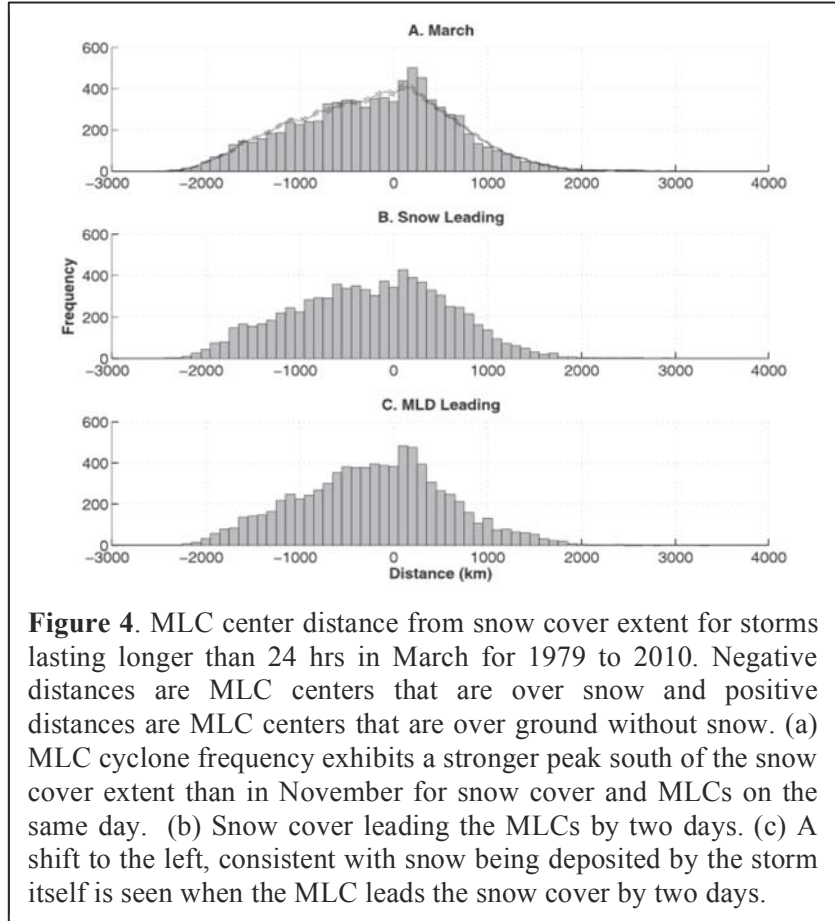 A. March
600
400
200
0
−3000 −2000 −1000 0 1000 2000 3000 4000
B. Snow Leading
600
400
200
0
−3000 −2000 −1000 0 1000 2000 3000 4000
Frequency
C. MLD Leading
600
400
200
0
−3000 −2000 −1000 0 1000 2000 3000 4000
Distance (km)
Figure 4. MLC center distance from snow cover extent for storms
lasting longer than 24 hrs in March for 1979 to 2010. Negative
distances are MLC centers that are over snow and positive
distances are MLC centers that are over ground without snow. (a)
MLC cyclone frequency exhibits a stronger peak south of the snow
cover extent than in November for snow cover and MLCs on the
same day. (b) Snow cover leading the MLCs by two days. (c) A
shift to the left, consistent with snow being deposited by the storm
itself is seen when the MLC leads the snow cover by two days.